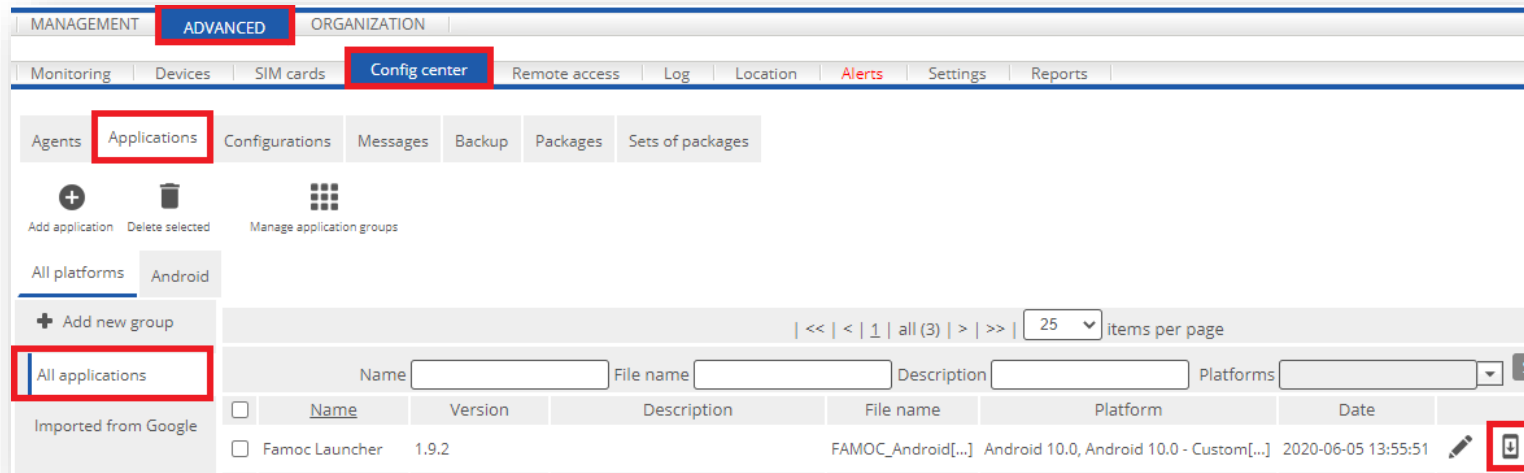 MANAGEMENT ADVANCED ORGANIZATION
Monitoring Devices SIM cards Config center Remote access Log Location Alerts Settings Reports
Agents Applications Configurations Messages Backup Packages Sets of packages
Add application Delete selected Manage application groups
All platforms Android
Add new group | << | < | 1 | all (3) | > | >> | 25 items per page
All applications Name File name Description Platforms
Name Version Description File name Platform Date
Imported from Google
Famoc Launcher 1.9.2 FAMOC_Android[...] Android 10.0, Android 10.0 - Custom[...] 2020-06-05 13:55:51